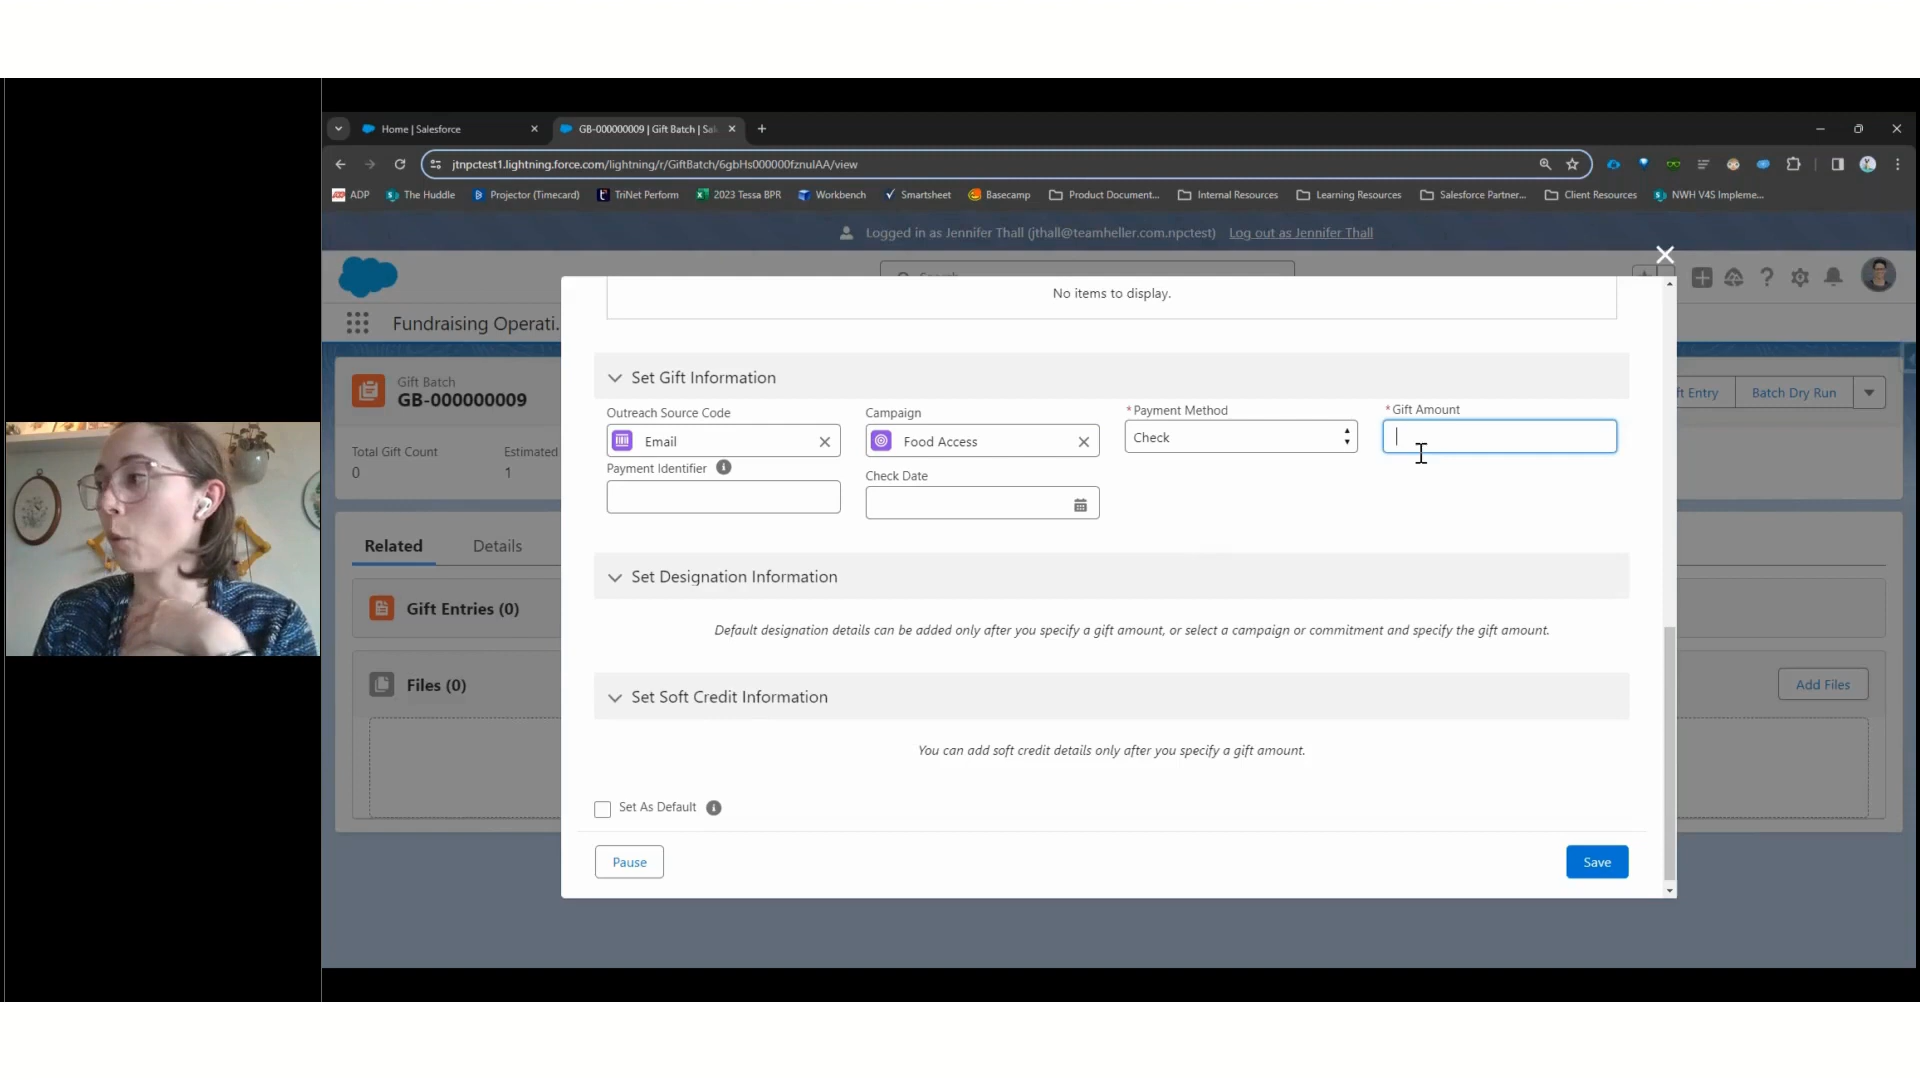 Home | Salesforce
GB-000000009 | Gift Batch | Sal
jtnpctest1.lightning.force.com/lightning/r/GiftBatch/6gbHs000000fznuIAA/view
ADP
The Huddle
Projector (Timecard)
TriNet Perform
2023 Tessa BPR
Workbench
Smartsheet
Basecamp
Product Document...
Internal Resources
Learning Resources
Salesforce Partner...
Client Resources
NWH V4S Impleme...
Logged in as Jennifer Thall (jthall@teamheller.com.npctest) Log out as Jennifer Thall
Fundraising Operati...
Gift Batch
GB-000000009
ft Entry
Batch Dry Run
Total Gift Count
0
Estimated
1
Related
Details
Gift Entries (0)
Files (0)
Add Files
No items to display.
Set Gift Information
Outreach Source Code
Email
Campaign
Food Access
*Payment Method
Check
*Gift Amount
Payment Identifier
Check Date
Set Designation Information
Default designation details can be added only after you specify a gift amount, or select a campaign or commitment and specify the gift amount.
Set Soft Credit Information
You can add soft credit details only after you specify a gift amount.
Set As Default
Pause
Save